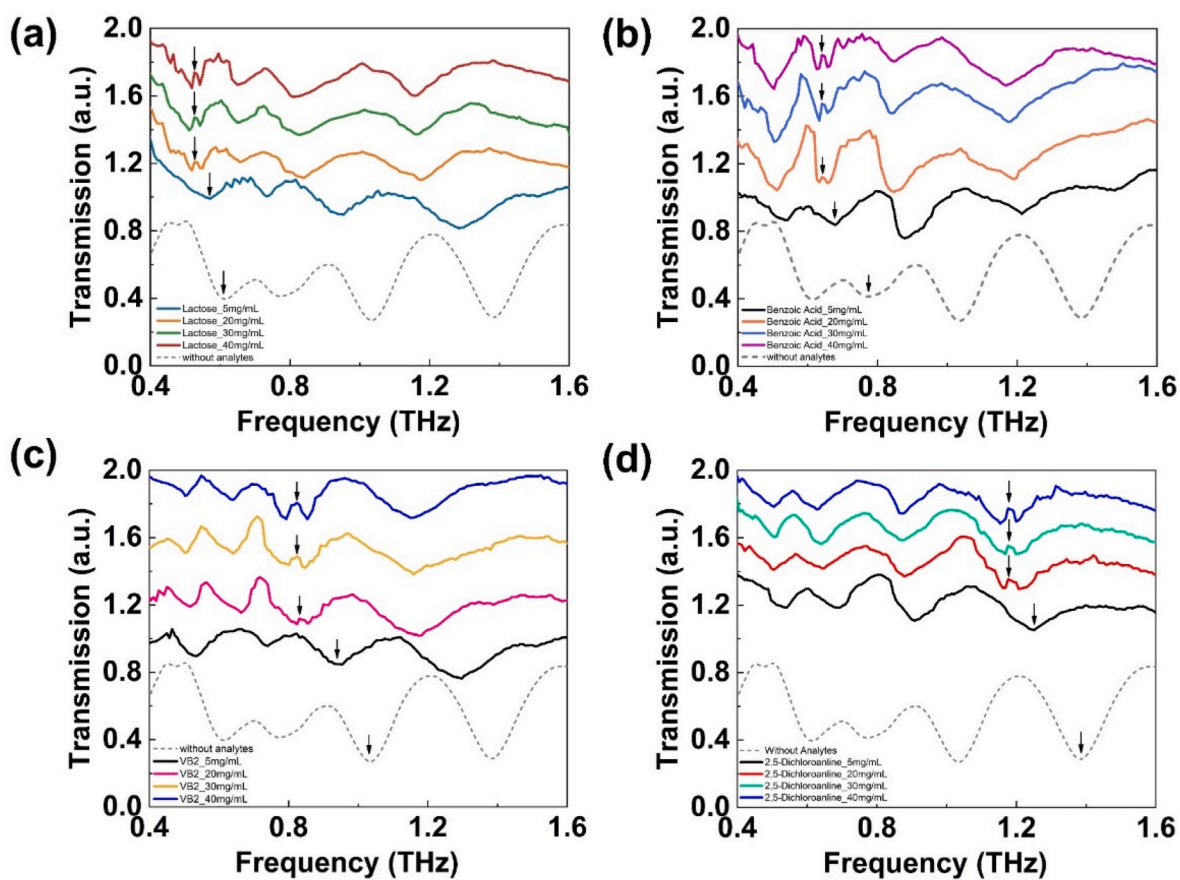 (a)
2.0
1.6
1.2
0.8
0.4
0.0
Transmission (a.u.)
Lactose_5mg/mL
Lactose_20mg/mL
Lactose_30mg/mL
Lactose_40mg/mL
without analytes
0.4 0.8 1.2 1.6
Frequency (THz)
(b)
2.0
1.6
1.2
0.8
0.4
0.0
Transmission (a.u.)
Benzoic Acid_5mg/mL
Benzoic Acid_20mg/mL
Benzoic Acid_30mg/mL
Benzoic Acid_40mg/mL
without analytes
0.4 0.8 1.2 1.6
Frequency (THz)
(c)
2.0
1.6
1.2
0.8
0.4
0.0
Transmission (a.u.)
without analytes
VB2_5mg/mL
VB2_20mg/mL
VB2_30mg/mL
VB2_40mg/mL
0.4 0.8 1.2 1.6
Frequency (THz)
(d)
2.0
1.6
1.2
0.8
0.4
0.0
Transmission (a.u.)
Without Analytes
2,5-Dichloroanline_5mg/mL
2,5-Dichloroanline_20mg/mL
2,5-Dichloroanline_30mg/mL
2,5-Dichloroanline_40mg/mL
0.4 0.8 1.2 1.6
Frequency (THz)